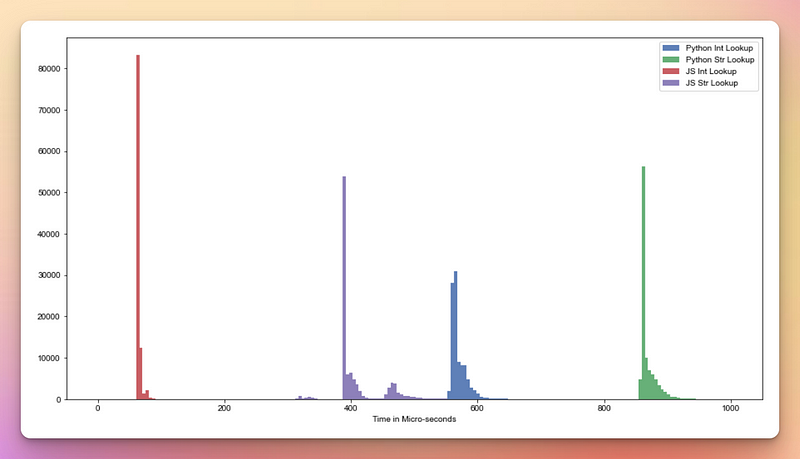 Python Int Lookup
Python Str Lookup
JS Int Lookup
JS Str Lookup
80000
70000
60000
50000
40000
30000
20000
10000
0
0 200 400 600 800 1000
Time in Micro-seconds